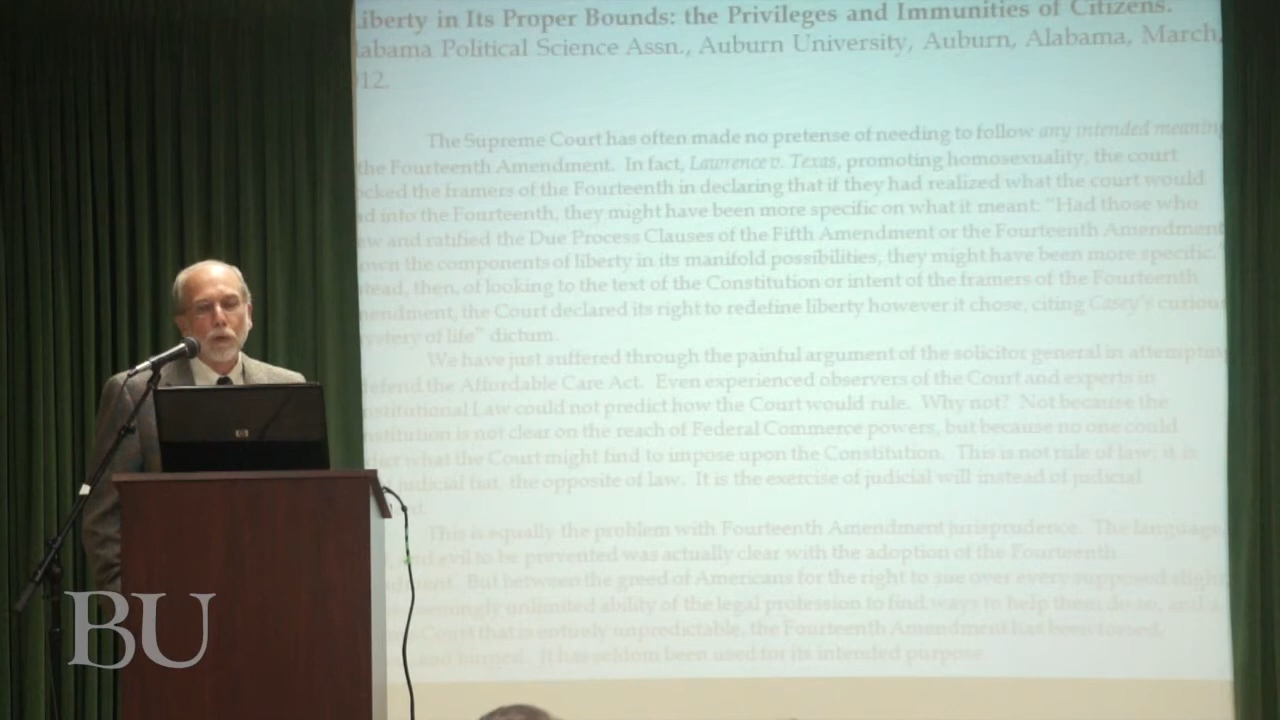 iberty in Its Proper Bounds: the Privileges and Immunities of Citizens.
labama Political Science Assn., Auburn University, Auburn, Alabama, March,
12.
The Supreme Court has often made no pretense of needing to follow any intended meaning
the Fourteenth Amendment. In fact, Lawrence v. Texas, promoting homosexuality, the court
cked the framers of the Fourteenth in declaring that if they had realized what the court would
d into the Fourteenth, they might have been more specific on what it meant: "Had those who
w and ratified the Due Process Clauses of the Fifth Amendment or the Fourteenth Amendment
own the components of liberty in its manifold possibilities, they might have been more specific."
tead, then, of looking to the text of the Constitution or intent of the framers of the Fourteenth
endment, the Court declared its right to redefine liberty however it chose, citing Casey's curious
ystery of life" dictum.
We have just suffered through the painful argument of the solicitor general in attempting
defend the Affordable Care Act. Even experienced observers of the Court and experts in
nstitutional Law could not predict how the Court would rule. Why not? Not because the
nstitution is not clear on the reach of Federal Commerce powers, but because no one could
dict what the Court might find to impose upon the Constitution. This is not rule of law; it is
judicial fiat, the opposite of law. It is the exercise of judicial will instead of judicial
This is equally the problem with Fourteenth Amendment jurisprudence. The language,
and evil to be prevented was actually clear with the adoption of the Fourteenth
dment. But between the greed of Americans for the right to sue over every supposed slight
seemingly unlimited ability of the legal profession to find ways to help them do so, and a
Court that is entirely unpredictable, the Fourteenth Amendment has been
and burned. It has seldom been used for its intended purpose.
hp
BU